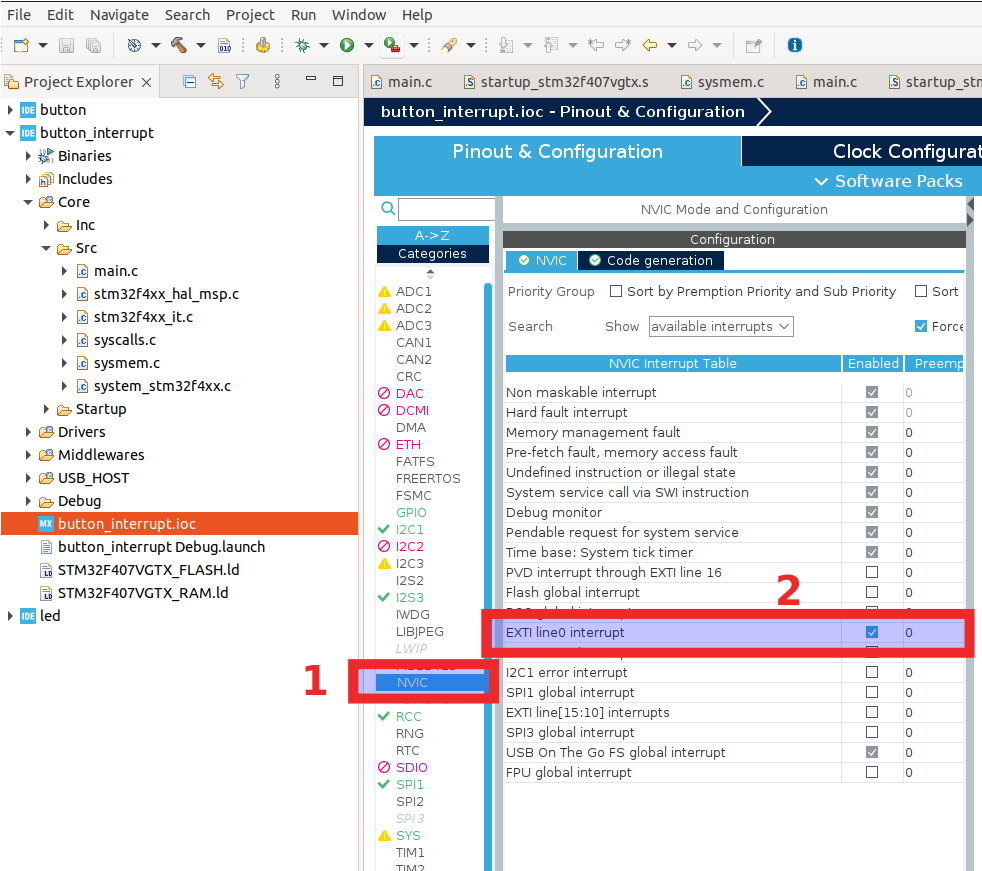 File Edit Navigate Search Project Run Window Help
Project Explorer
main.c startup_stm32f407vgtx.s sysmem.c main.c startup_stm
button
button_interrupt
Binaries
Includes
Core
Inc
Src
main.c
stm32f4xx_hal_msp.c
stm32f4xx_it.c
syscalls.c
sysmem.c
system_stm32f4xx.c
Startup
Drivers
Middlewares
USB_HOST
Debug
button_interrupt.ioc
button_interrupt Debug.launch
STM32F407VGTX_FLASH.ld
STM32F407VGTX_RAM.ld
led
button_interrupt.ioc - Pinout & Configuration
Pinout & Configuration Clock Configurat
Software Packs
A->Z
Categories
ADC1
ADC2
ADC3
CAN1
CAN2
CRC
DAC
DCMI
DMA
ETH
FATFS
FREERTOS
FSMC
GPIO
I2C1
I2C2
I2C3
I2S2
I2S3
IWDG
LIBJPEG
LWIP
1
NVIC
RCC
RNG
RTC
SDIO
SPI1
SPI2
SPI3
SYS
TIM1
TIM2
NVIC Mode and Configuration
Configuration
NVIC Code generation
Priority Group Sort by Premption Priority and Sub Priority Sort
Search Show available interrupts Force
NVIC Interrupt Table Enabled Preemp
Non maskable interrupt 0
Hard fault interrupt 0
Memory management fault 0
Pre-fetch fault, memory access fault 0
Undefined instruction or illegal state 0
System service call via SWI instruction 0
Debug monitor 0
Pendable request for system service 0
Time base: System tick timer 0
PVD interrupt through EXTI line 16 0
Flash global interrupt 0
2
EXTI line0 interrupt 0
I2C1 error interrupt 0
SPI1 global interrupt 0
EXTI line[15:10] interrupts 0
SPI3 global interrupt 0
USB On The Go FS global interrupt 0
FPU global interrupt 0